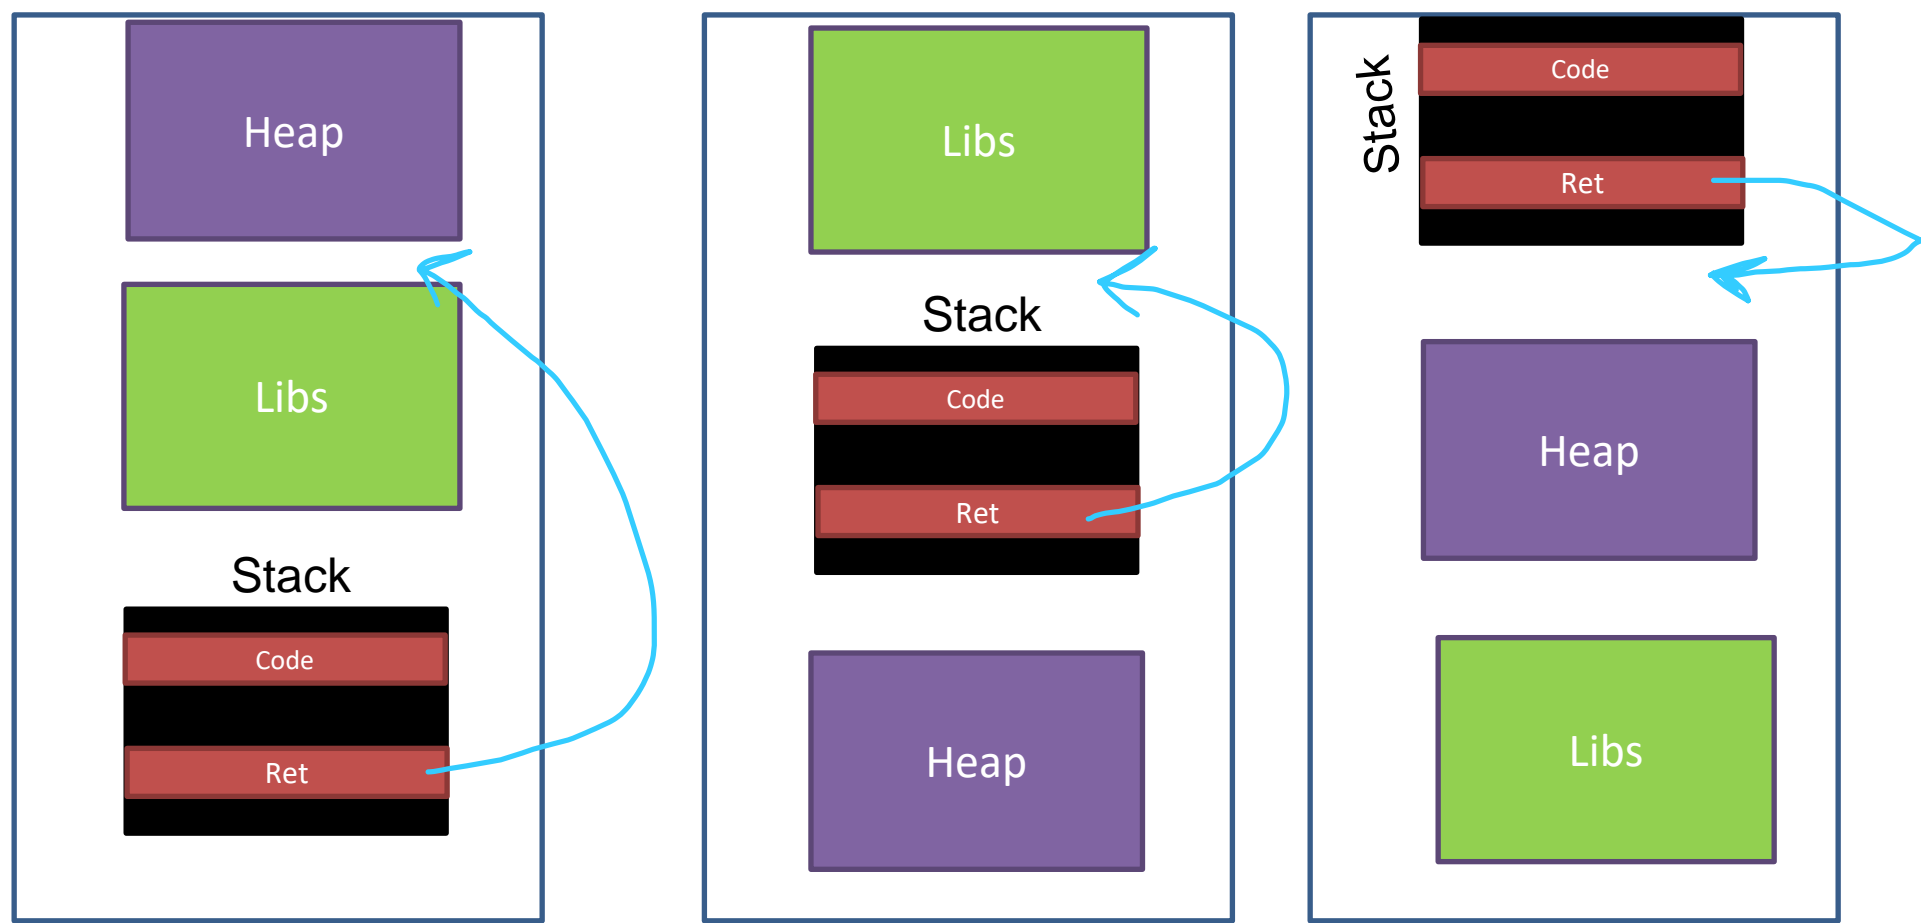 Heap
Libs
Stack
Code
Ret
Libs
Stack
Code
Ret
Heap
Stack
Code
Ret
Heap
Libs